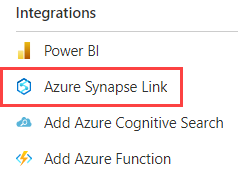 Integrations
Power BI
Azure Synapse Link
Add Azure Cognitive Search
Add Azure Function